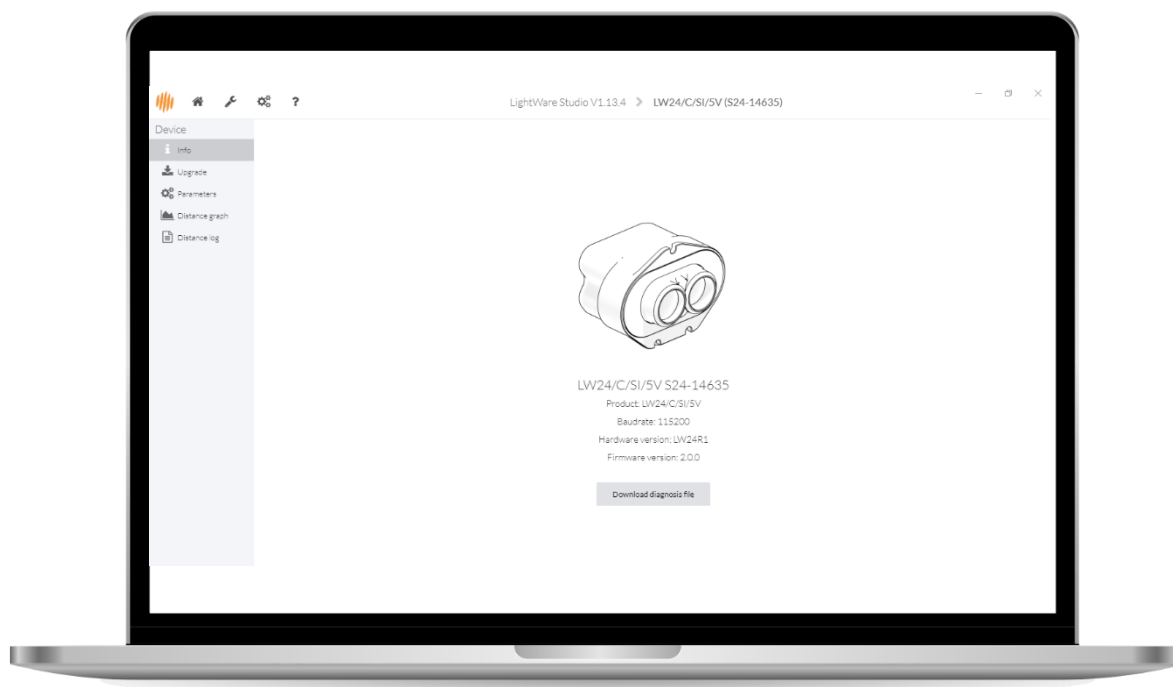 LightWare Studio V1.13.4 > LW24/C/SI/5V (S24-14635)
Device
Info
Upgrade
Parameters
Distance graph
Distance log
LW24/C/SI/5V S24-14635
Product: LW24/C/SI/5V
Baudrate: 115200
Hardware version: LW24R1
Firmware version: 2.0.0
Download diagnosis file